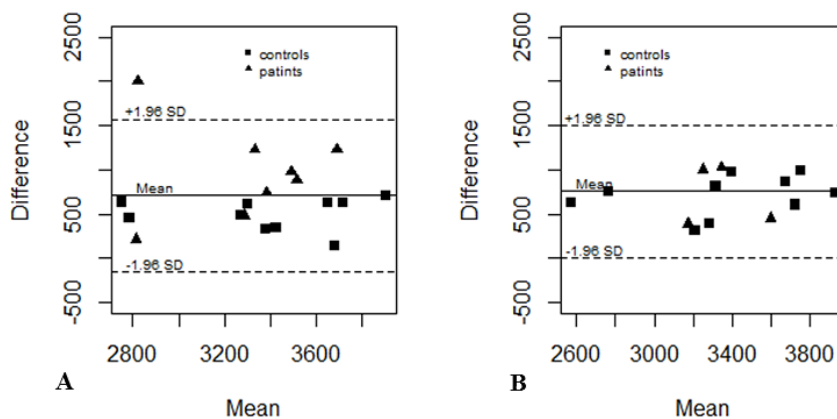 2500
1500
500
-500
Difference
controls
patints
+1.96 SD
Mean
-1.96 SD
2800 3200 3600
Mean
A
2500
1500
500
-500
Difference
controls
patints
+1.96 SD
Mean
-1.96 SD
2600 3000 3400 3800
Mean
B